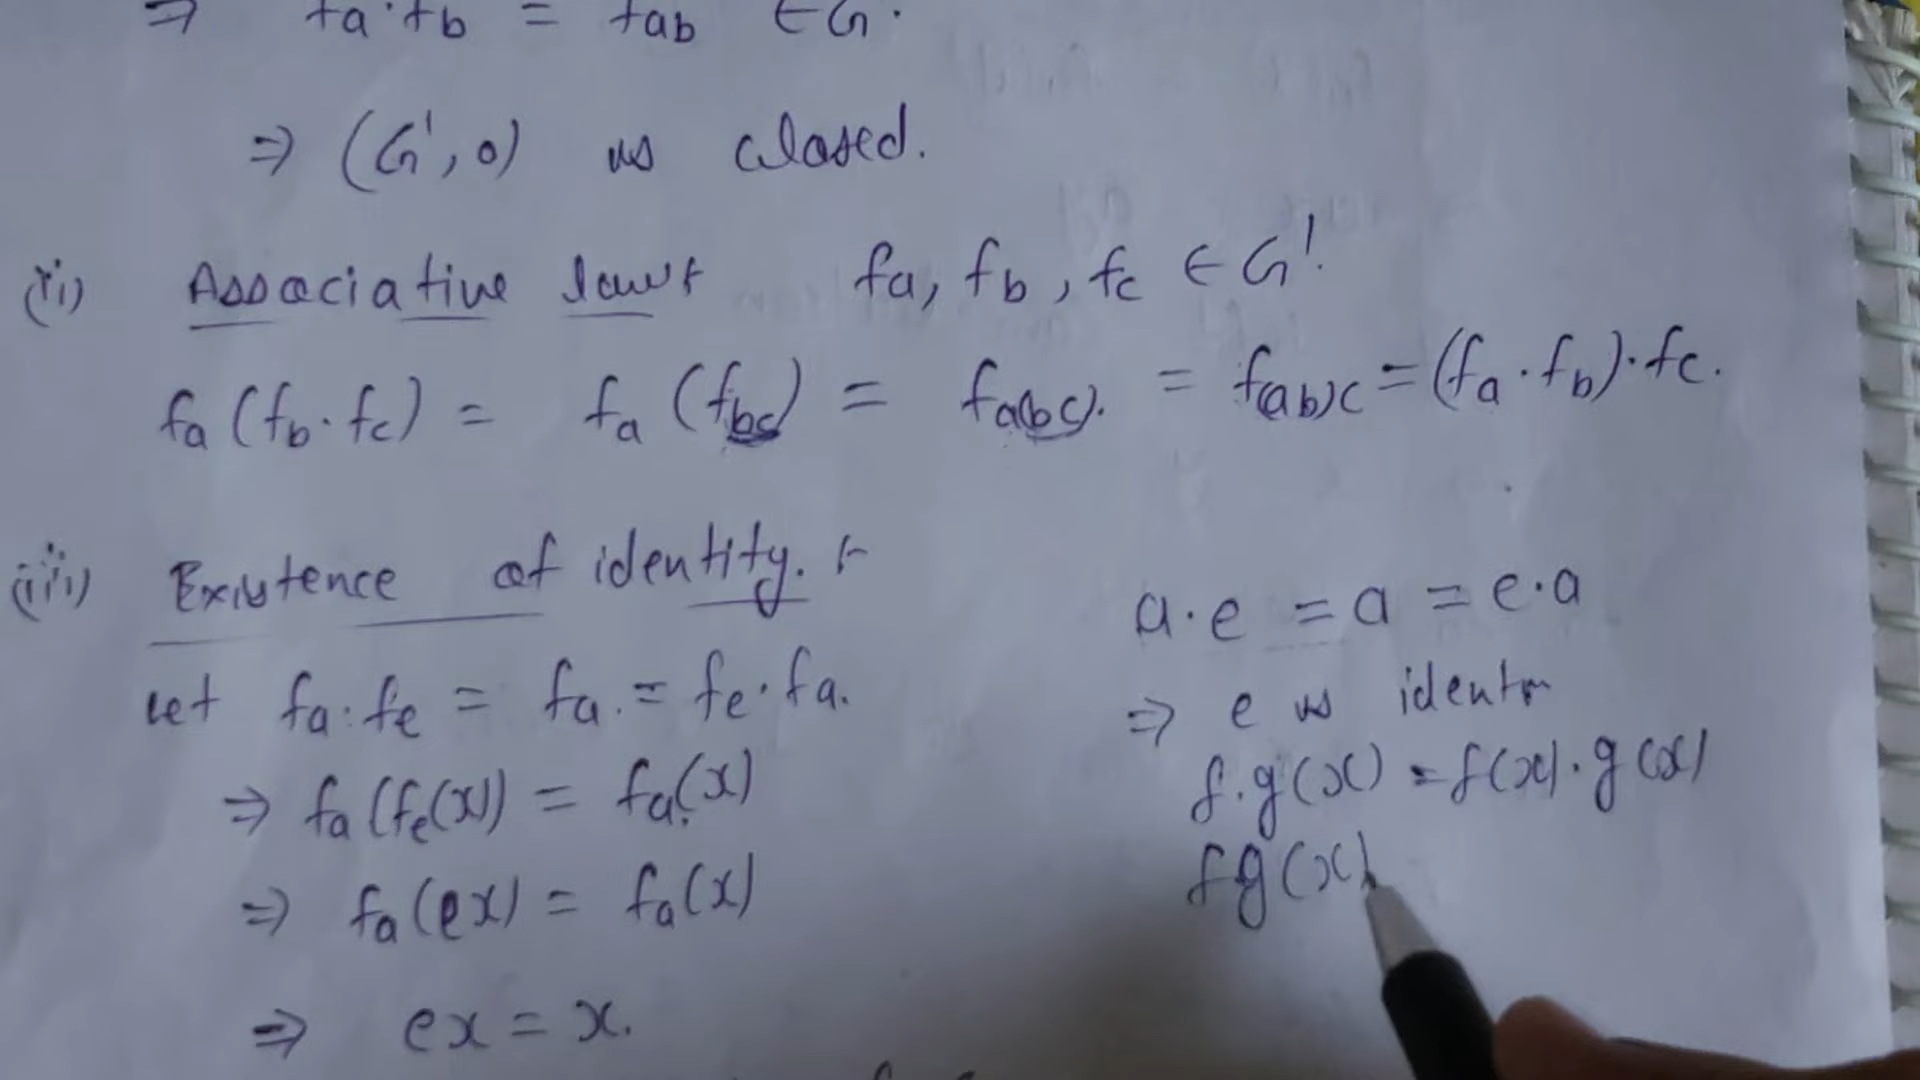 ⇒ fa · fb = fab ∈ G'
⇒ (G', o) is closed.
(ii) Associative law: fa, fb, fc ∈ G'.
fa (fb · fc) = fa (fbc) = fa(bc). = f(ab)c = (fa · fb) · fc.
(iii) Existence of identity. :-
a · e = a = e · a
let fa · fe = fa. = fe · fa.
⇒ e is ident
⇒ fa (fe(x)) = fa(x)
f · g(x) = f(x) · g(x)
⇒ fa (ex) = fa(x)
fg(x)
⇒ ex = x.